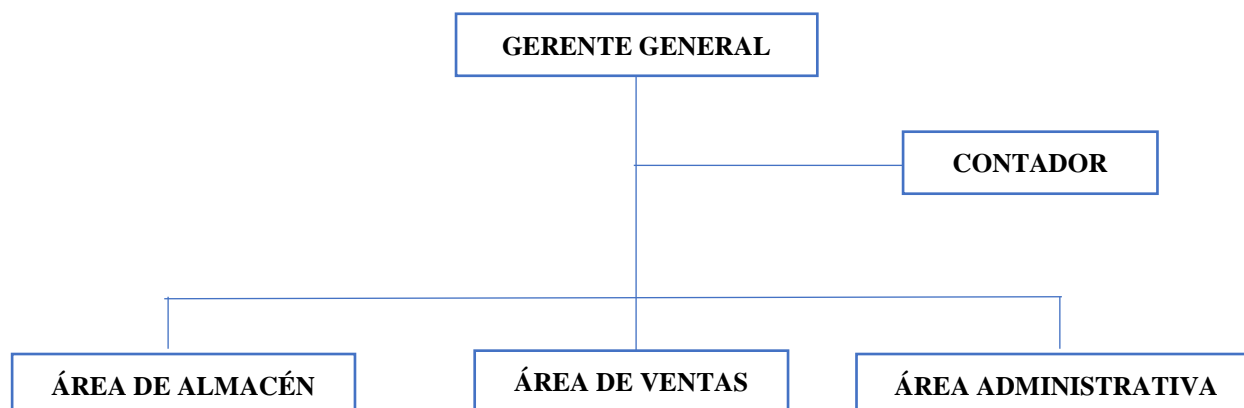 GERENTE GENERAL
CONTADOR
ÁREA DE ALMACÉN
ÁREA DE VENTAS
ÁREA ADMINISTRATIVA